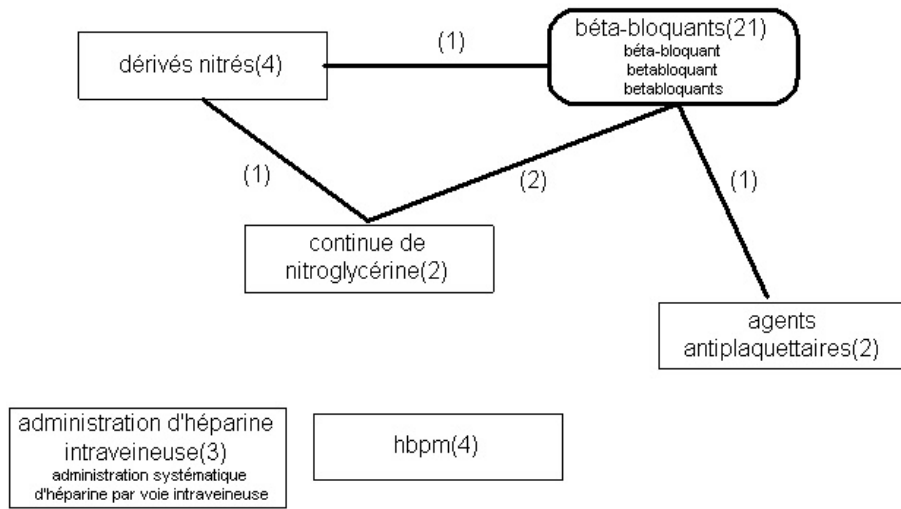 béta-bloquants(21)
béta-bloquant
betabloquant
betabloquants
(1)
dérivés nitrés(4)
(1)
(2)
(1)
continue de
nitroglycérine(2)
agents
antiplaquettaires(2)
administration d'héparine
intraveineuse(3)
administration systématique
d'héparine par voie intraveineuse
hbpm(4)